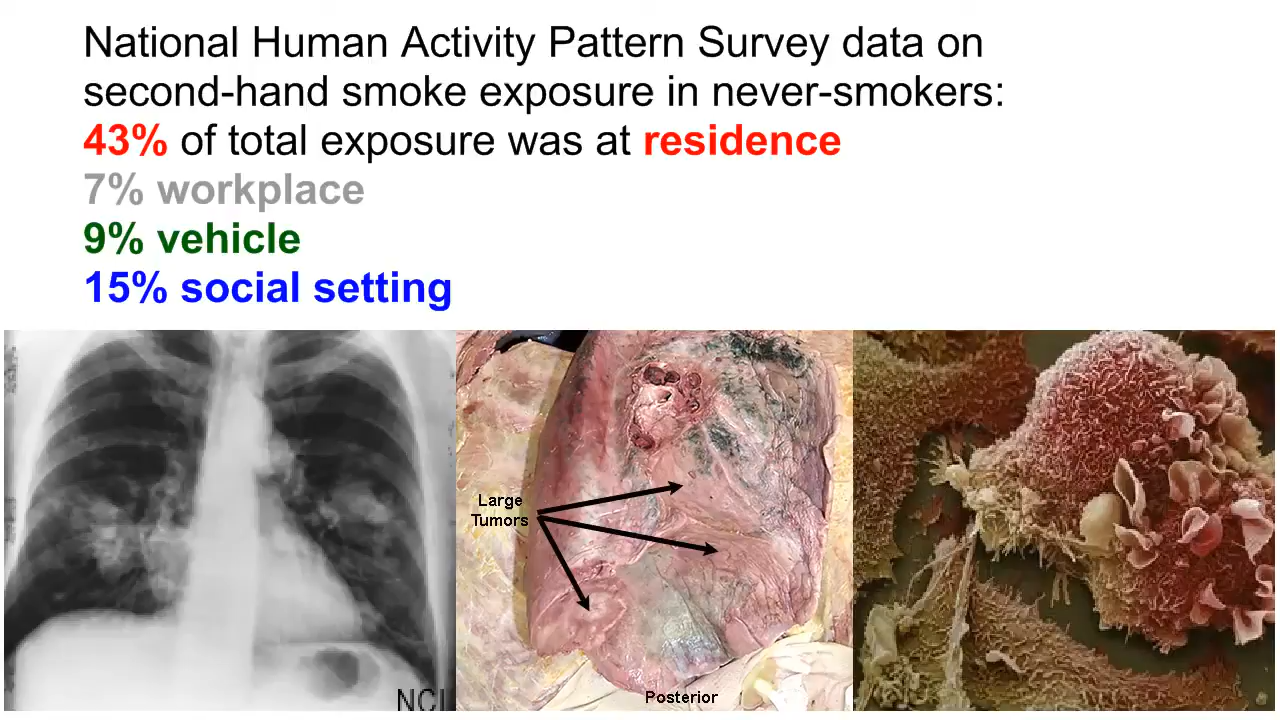 National Human Activity Pattern Survey data on
second-hand smoke exposure in never-smokers:
43% of total exposure was at residence
7% workplace
9% vehicle
15% social setting
Large
Tumors
Posterior
NCI